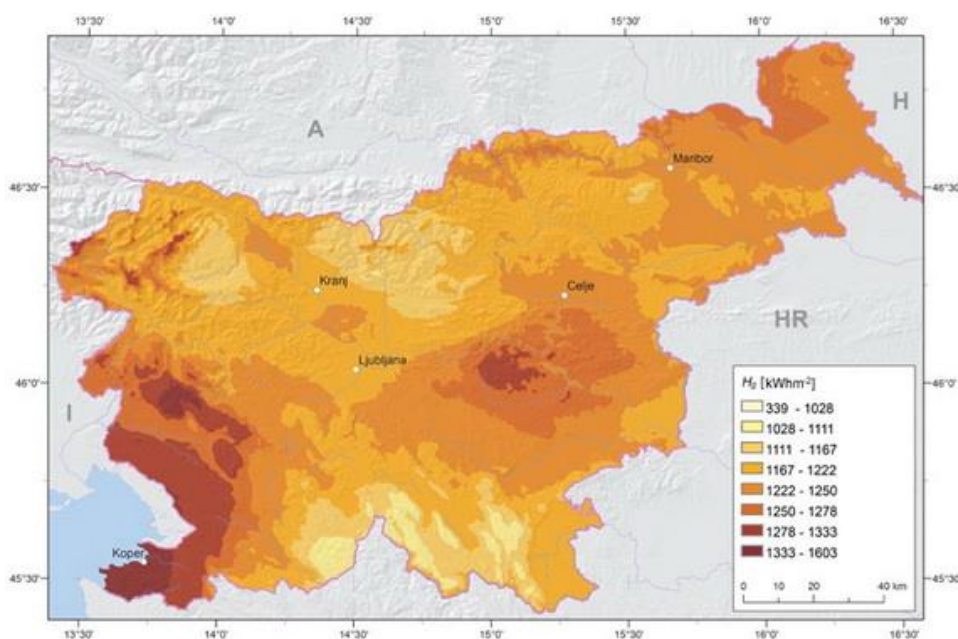 13°30' 14°0' 14°30' 15°0' 15°30' 16°0' 16°30'
A
H
Maribor
46°30' 46°30'
Kranj
Celje
HR
Ljubljana
46°0' 46°0'
I
Koper
45°30' 45°30'
Hg [kWhm-2]
339 - 1028
1028 - 1111
1111 - 1167
1167 - 1222
1222 - 1250
1250 - 1278
1278 - 1333
1333 - 1603
0 10 20 40 km
13°30' 14°0' 14°30' 15°0' 15°30' 16°0' 16°30'